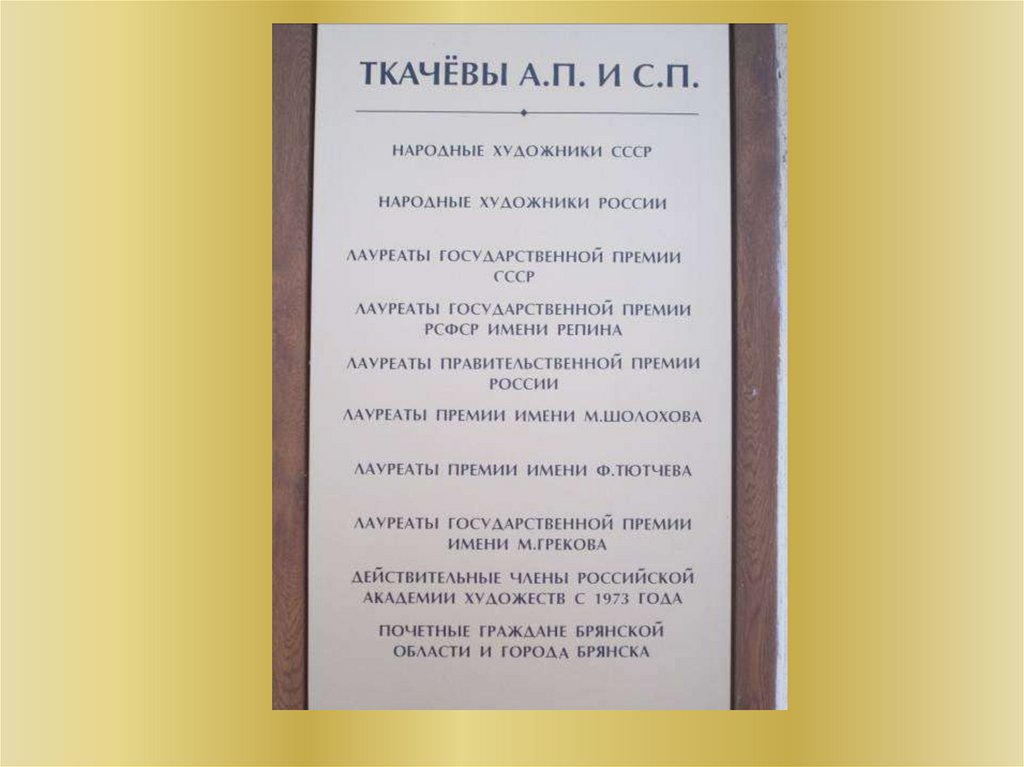 ТКАЧЁВЫ А.П. И С.П.
НАРОДНЫЕ ХУДОЖНИКИ СССР
НАРОДНЫЕ ХУДОЖНИКИ РОССИИ
ЛАУРЕАТЫ ГОСУДАРСТВЕННОЙ ПРЕМИИ
СССР
ЛАУРЕАТЫ ГОСУДАРСТВЕННОЙ ПРЕМИИ
РСФСР ИМЕНИ РЕПИНА
ЛАУРЕАТЫ ПРАВИТЕЛЬСТВЕННОЙ ПРЕМИИ
РОССИИ
ЛАУРЕАТЫ ПРЕМИИ ИМЕНИ М.ШОЛОХОВА
ЛАУРЕАТЫ ПРЕМИИ ИМЕНИ Ф.ТЮТЧЕВА
ЛАУРЕАТЫ ГОСУДАРСТВЕННОЙ ПРЕМИИ
ИМЕНИ М.ГРЕКОВА
ДЕЙСТВИТЕЛЬНЫЕ ЧЛЕНЫ РОССИЙСКОЙ
АКАДЕМИИ ХУДОЖЕСТВ С 1973 ГОДА
ПОЧЕТНЫЕ ГРАЖДАНЕ БРЯНСКОЙ
ОБЛАСТИ И ГОРОДА БРЯНСКА